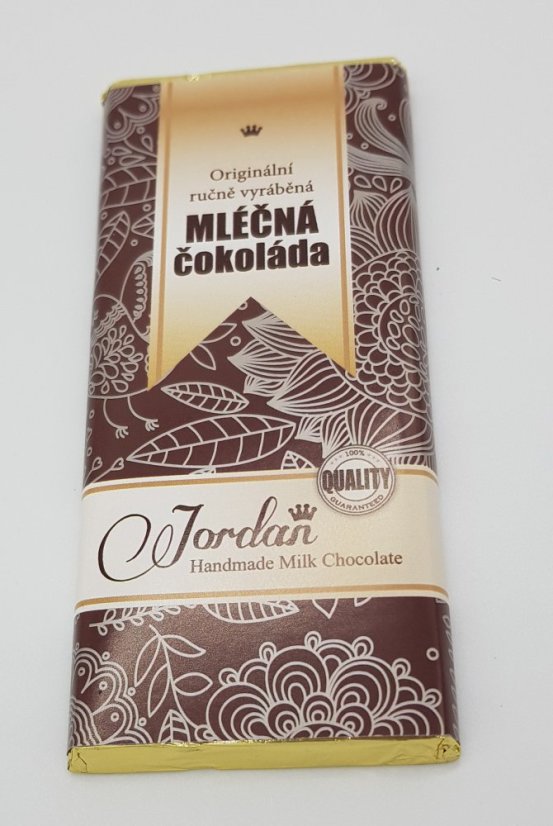 Originální
ručně vyráběná
MLÉČNÁ
čokoláda
100%
QUALITY
GUARANTEED
Jordan
Handmade Milk Chocolate